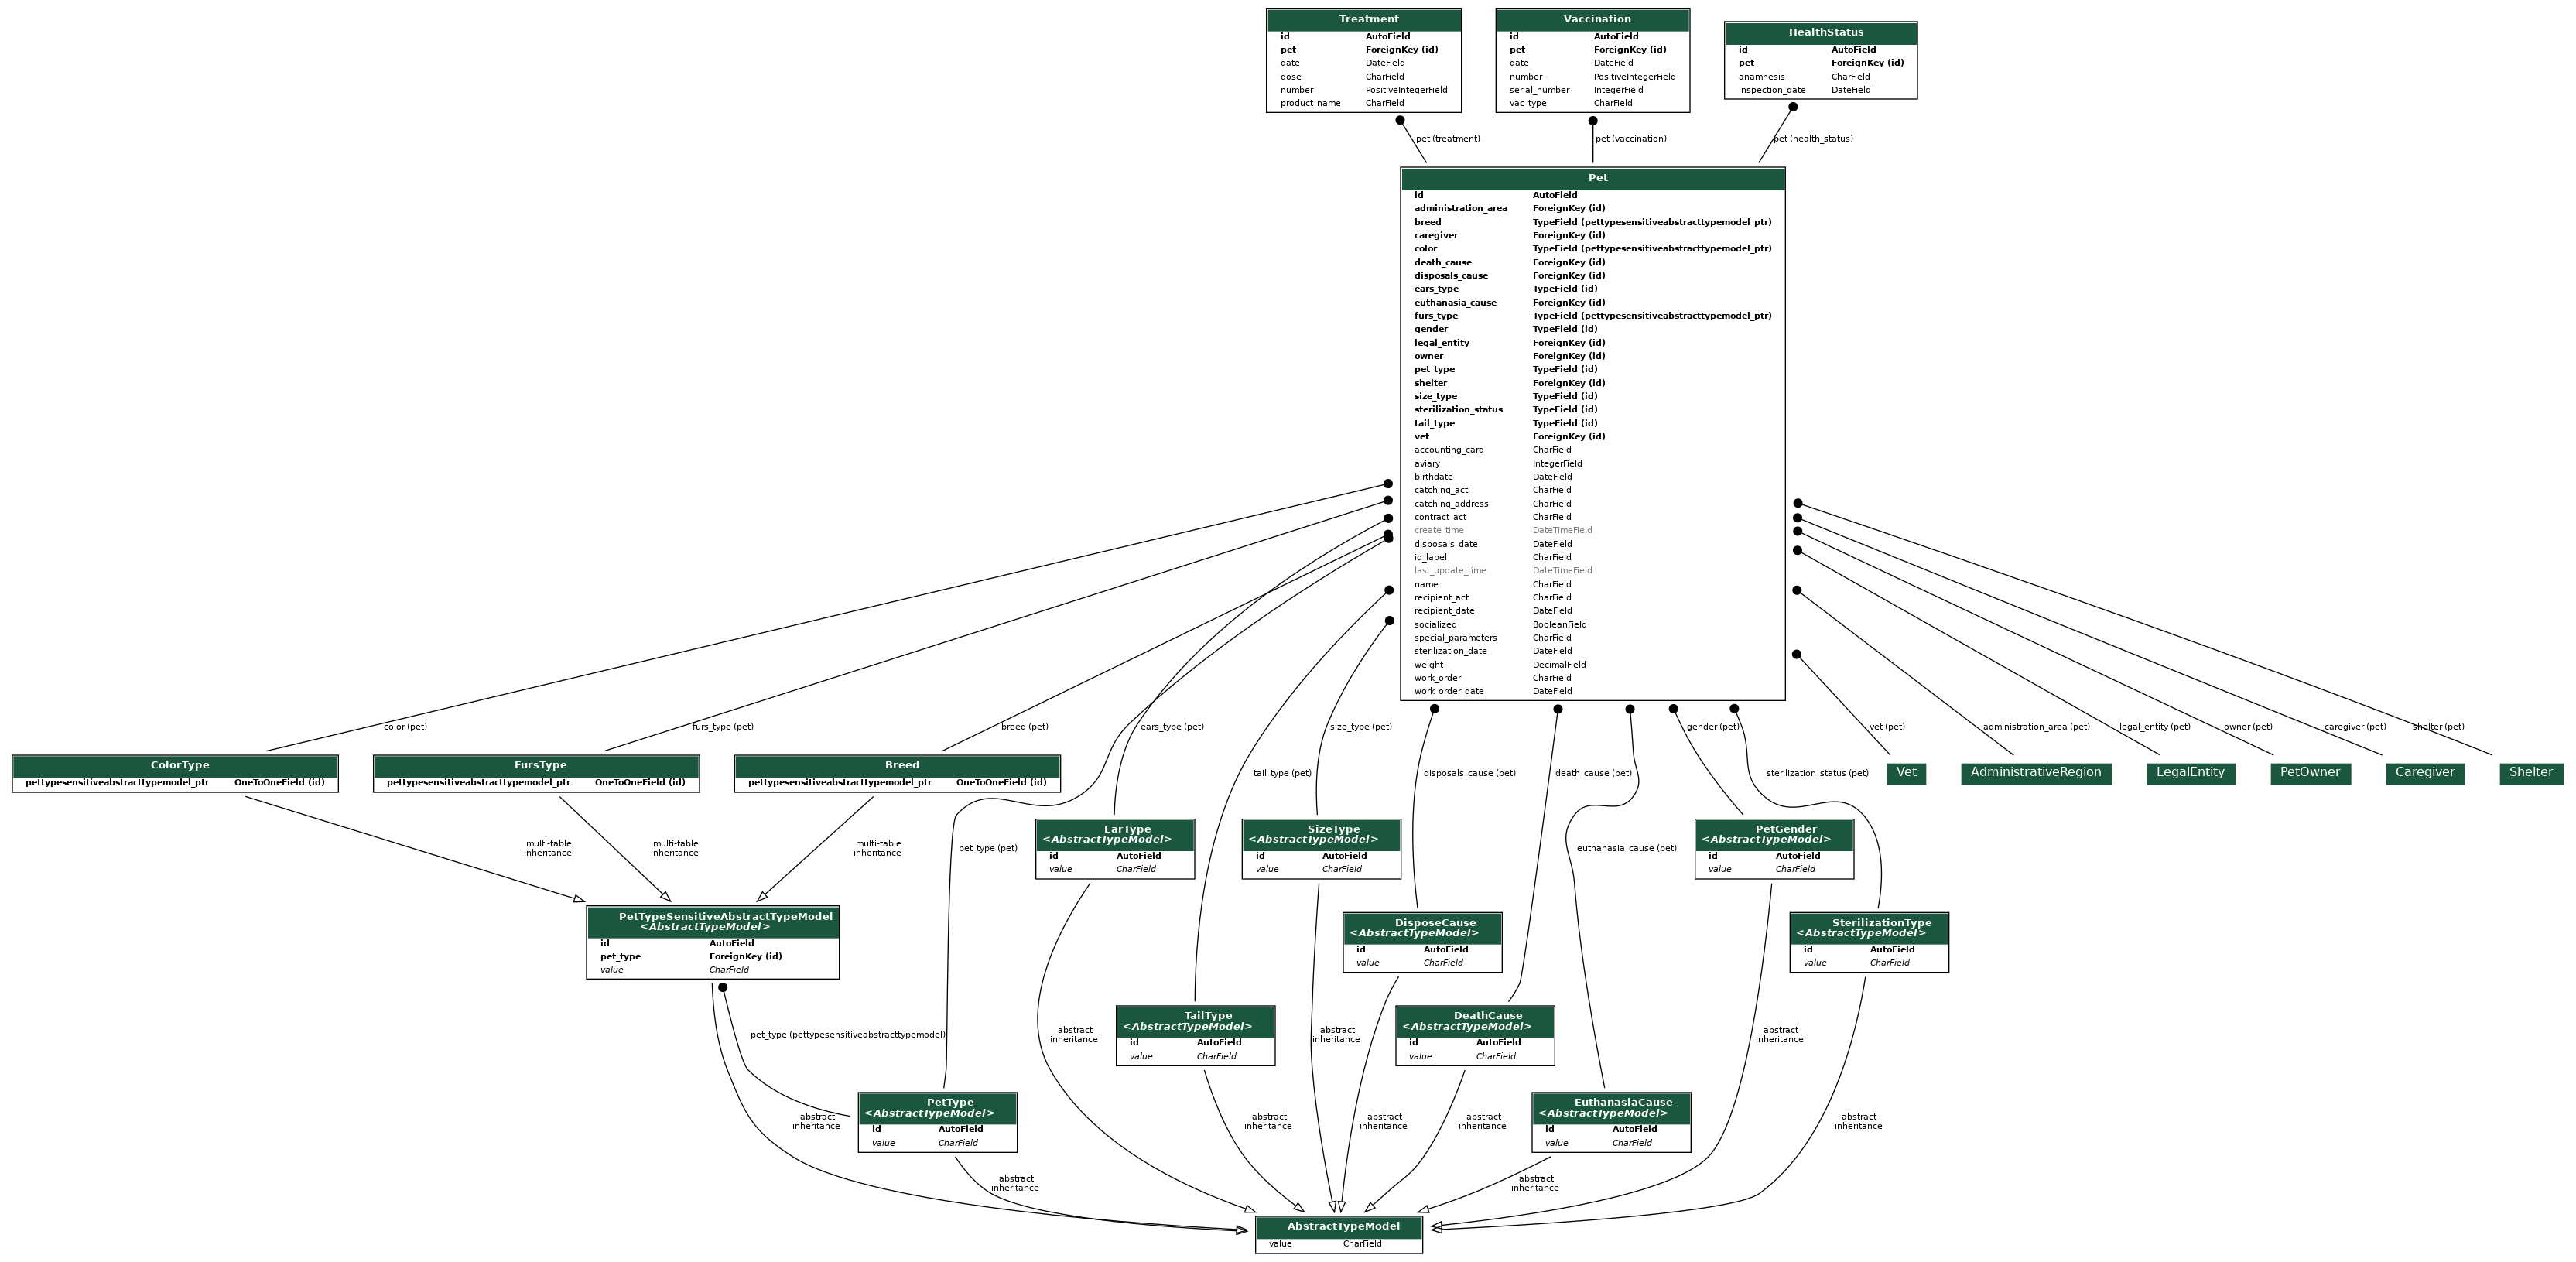 Treatment
id AutoField
pet ForeignKey (id)
date DateField
dose CharField
number PositiveIntegerField
product_name CharField
Vaccination
id AutoField
pet ForeignKey (id)
date DateField
number PositiveIntegerField
serial_number IntegerField
vac_type CharField
HealthStatus
id AutoField
pet ForeignKey (id)
anamnesis CharField
inspection_date DateField
pet (treatment)
pet (vaccination)
pet (health_status)
Pet
id AutoField
administration_area ForeignKey (id)
breed TypeField (pettypesensitiveabstracttypemodel_ptr)
caregiver ForeignKey (id)
color TypeField (pettypesensitiveabstracttypemodel_ptr)
death_cause ForeignKey (id)
disposals_cause ForeignKey (id)
ears_type TypeField (id)
euthanasia_cause ForeignKey (id)
furs_type TypeField (pettypesensitiveabstracttypemodel_ptr)
gender TypeField (id)
legal_entity ForeignKey (id)
owner ForeignKey (id)
pet_type TypeField (id)
shelter ForeignKey (id)
size_type TypeField (id)
sterilization_status TypeField (id)
tail_type TypeField (id)
vet ForeignKey (id)
accounting_card CharField
aviary IntegerField
birthdate DateField
catching_act CharField
catching_address CharField
contract_act CharField
create_time DateTimeField
disposals_date DateField
id_label CharField
last_update_time DateTimeField
name CharField
recipient_act CharField
recipient_date DateField
socialized BooleanField
special_parameters CharField
sterilization_date DateField
weight DecimalField
work_order CharField
work_order_date DateField
color (pet)
furs_type (pet)
breed (pet)
ears_type (pet)
size_type (pet)
gender (pet)
vet (pet)
administration_area (pet)
legal_entity (pet)
owner (pet)
caregiver (pet)
shelter (pet)
tail_type (pet)
disposals_cause (pet)
death_cause (pet)
sterilization_status (pet)
ColorType
pettypesensitiveabstracttypemodel_ptr OneToOneField (id)
FursType
pettypesensitiveabstracttypemodel_ptr OneToOneField (id)
Breed
pettypesensitiveabstracttypemodel_ptr OneToOneField (id)
Vet
AdministrativeRegion
LegalEntity
PetOwner
Caregiver
Shelter
multi-table
inheritance
multi-table
inheritance
multi-table
inheritance
pet_type (pet)
EarType
<AbstractTypeModel>
id AutoField
value CharField
SizeType
<AbstractTypeModel>
id AutoField
value CharField
euthanasia_cause (pet)
PetGender
<AbstractTypeModel>
id AutoField
value CharField
PetTypeSensitiveAbstractTypeModel
<AbstractTypeModel>
id AutoField
pet_type ForeignKey (id)
value CharField
DisposeCause
<AbstractTypeModel>
id AutoField
value CharField
SterilizationType
<AbstractTypeModel>
id AutoField
value CharField
pet_type (pettypesensitiveabstracttypemodel)
abstract
inheritance
TailType
<AbstractTypeModel>
id AutoField
value CharField
abstract
inheritance
DeathCause
<AbstractTypeModel>
id AutoField
value CharField
abstract
inheritance
abstract
inheritance
PetType
<AbstractTypeModel>
id AutoField
value CharField
abstract
inheritance
abstract
inheritance
abstract
inheritance
EuthanasiaCause
<AbstractTypeModel>
id AutoField
value CharField
abstract
inheritance
abstract
inheritance
abstract
inheritance
AbstractTypeModel
value CharField